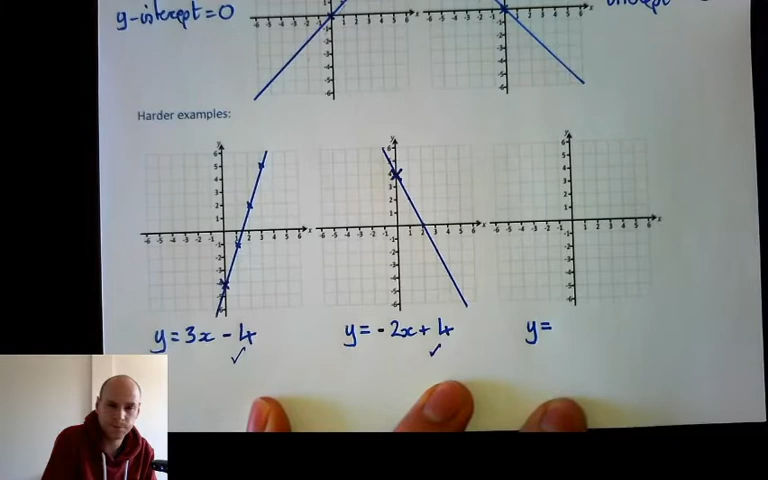 y-intercept = 0
Harder examples:
y = 3x - 4
y = -2x + 4
y =